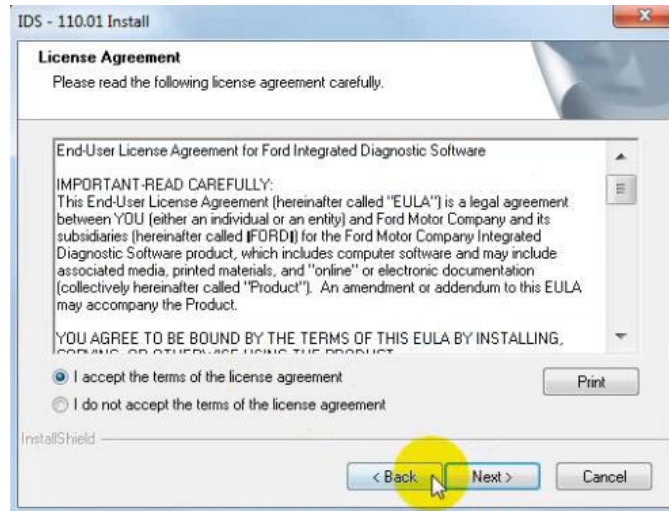 IDS - 110.01 Install
License Agreement
Please read the following license agreement carefully.
End-User License Agreement for Ford Integrated Diagnostic Software
IMPORTANT-READ CAREFULLY:
This End-User License Agreement (hereinafter called "EULA") is a legal agreement
between YOU (either an individual or an entity) and Ford Motor Company and its
subsidiaries (hereinafter called ‖FORD‖) for the Ford Motor Company Integrated
Diagnostic Software product, which includes computer software and may include
associated media, printed materials, and "online" or electronic documentation
(collectively hereinafter called "Product"). An amendment or addendum to this EULA
may accompany the Product.
YOU AGREE TO BE BOUND BY THE TERMS OF THIS EULA BY INSTALLING,
COPYING, OR OTHERWISE USING THE PRODUCT
I accept the terms of the license agreement
Print
I do not accept the terms of the license agreement
InstallShield
< Back
Next >
Cancel